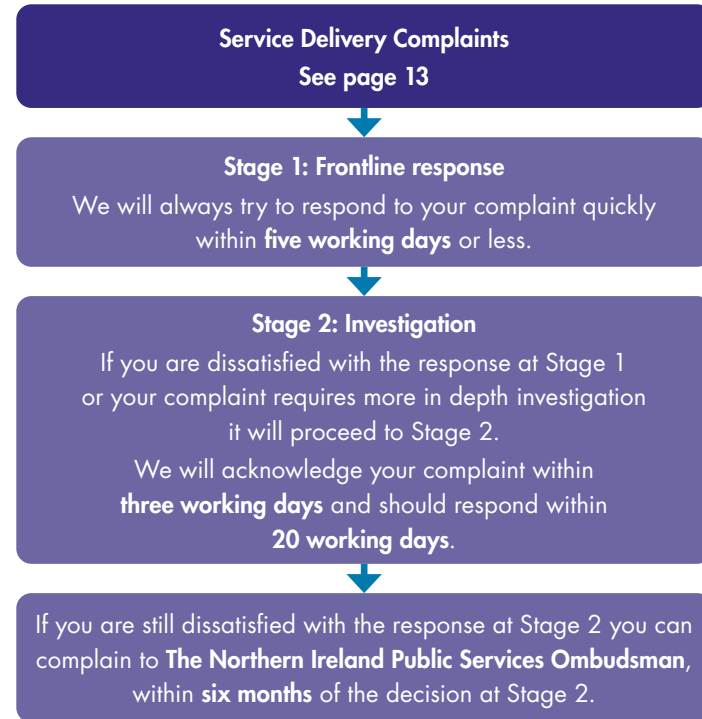 Service Delivery Complaints
See page 13
Stage 1: Frontline response
We will always try to respond to your complaint quickly
within five working days or less.
Stage 2: Investigation
If you are dissatisfied with the response at Stage 1
or your complaint requires more in depth investigation
it will proceed to Stage 2.
We will acknowledge your complaint within
three working days and should respond within
20 working days.
If you are still dissatisfied with the response at Stage 2 you can
complain to The Northern Ireland Public Services Ombudsman,
within six months of the decision at Stage 2.